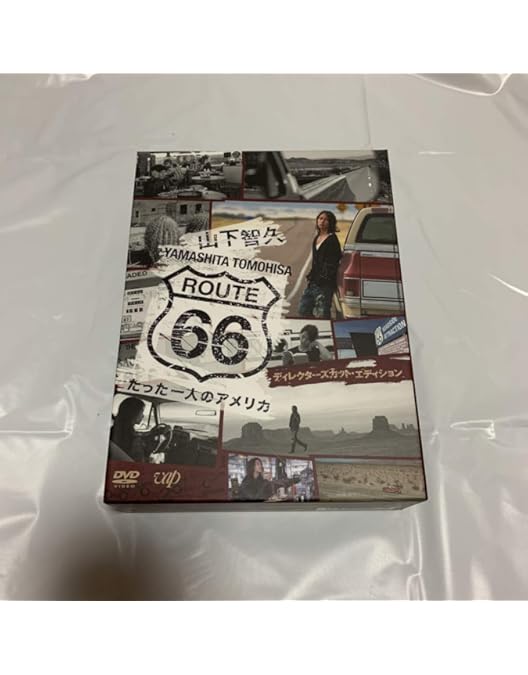 山下智久
YAMASHITA TOMOHISA
ROUTE
66
ディレクターズカット・エディション
たった一人のアメリカ
DVD
VIDEO
vap